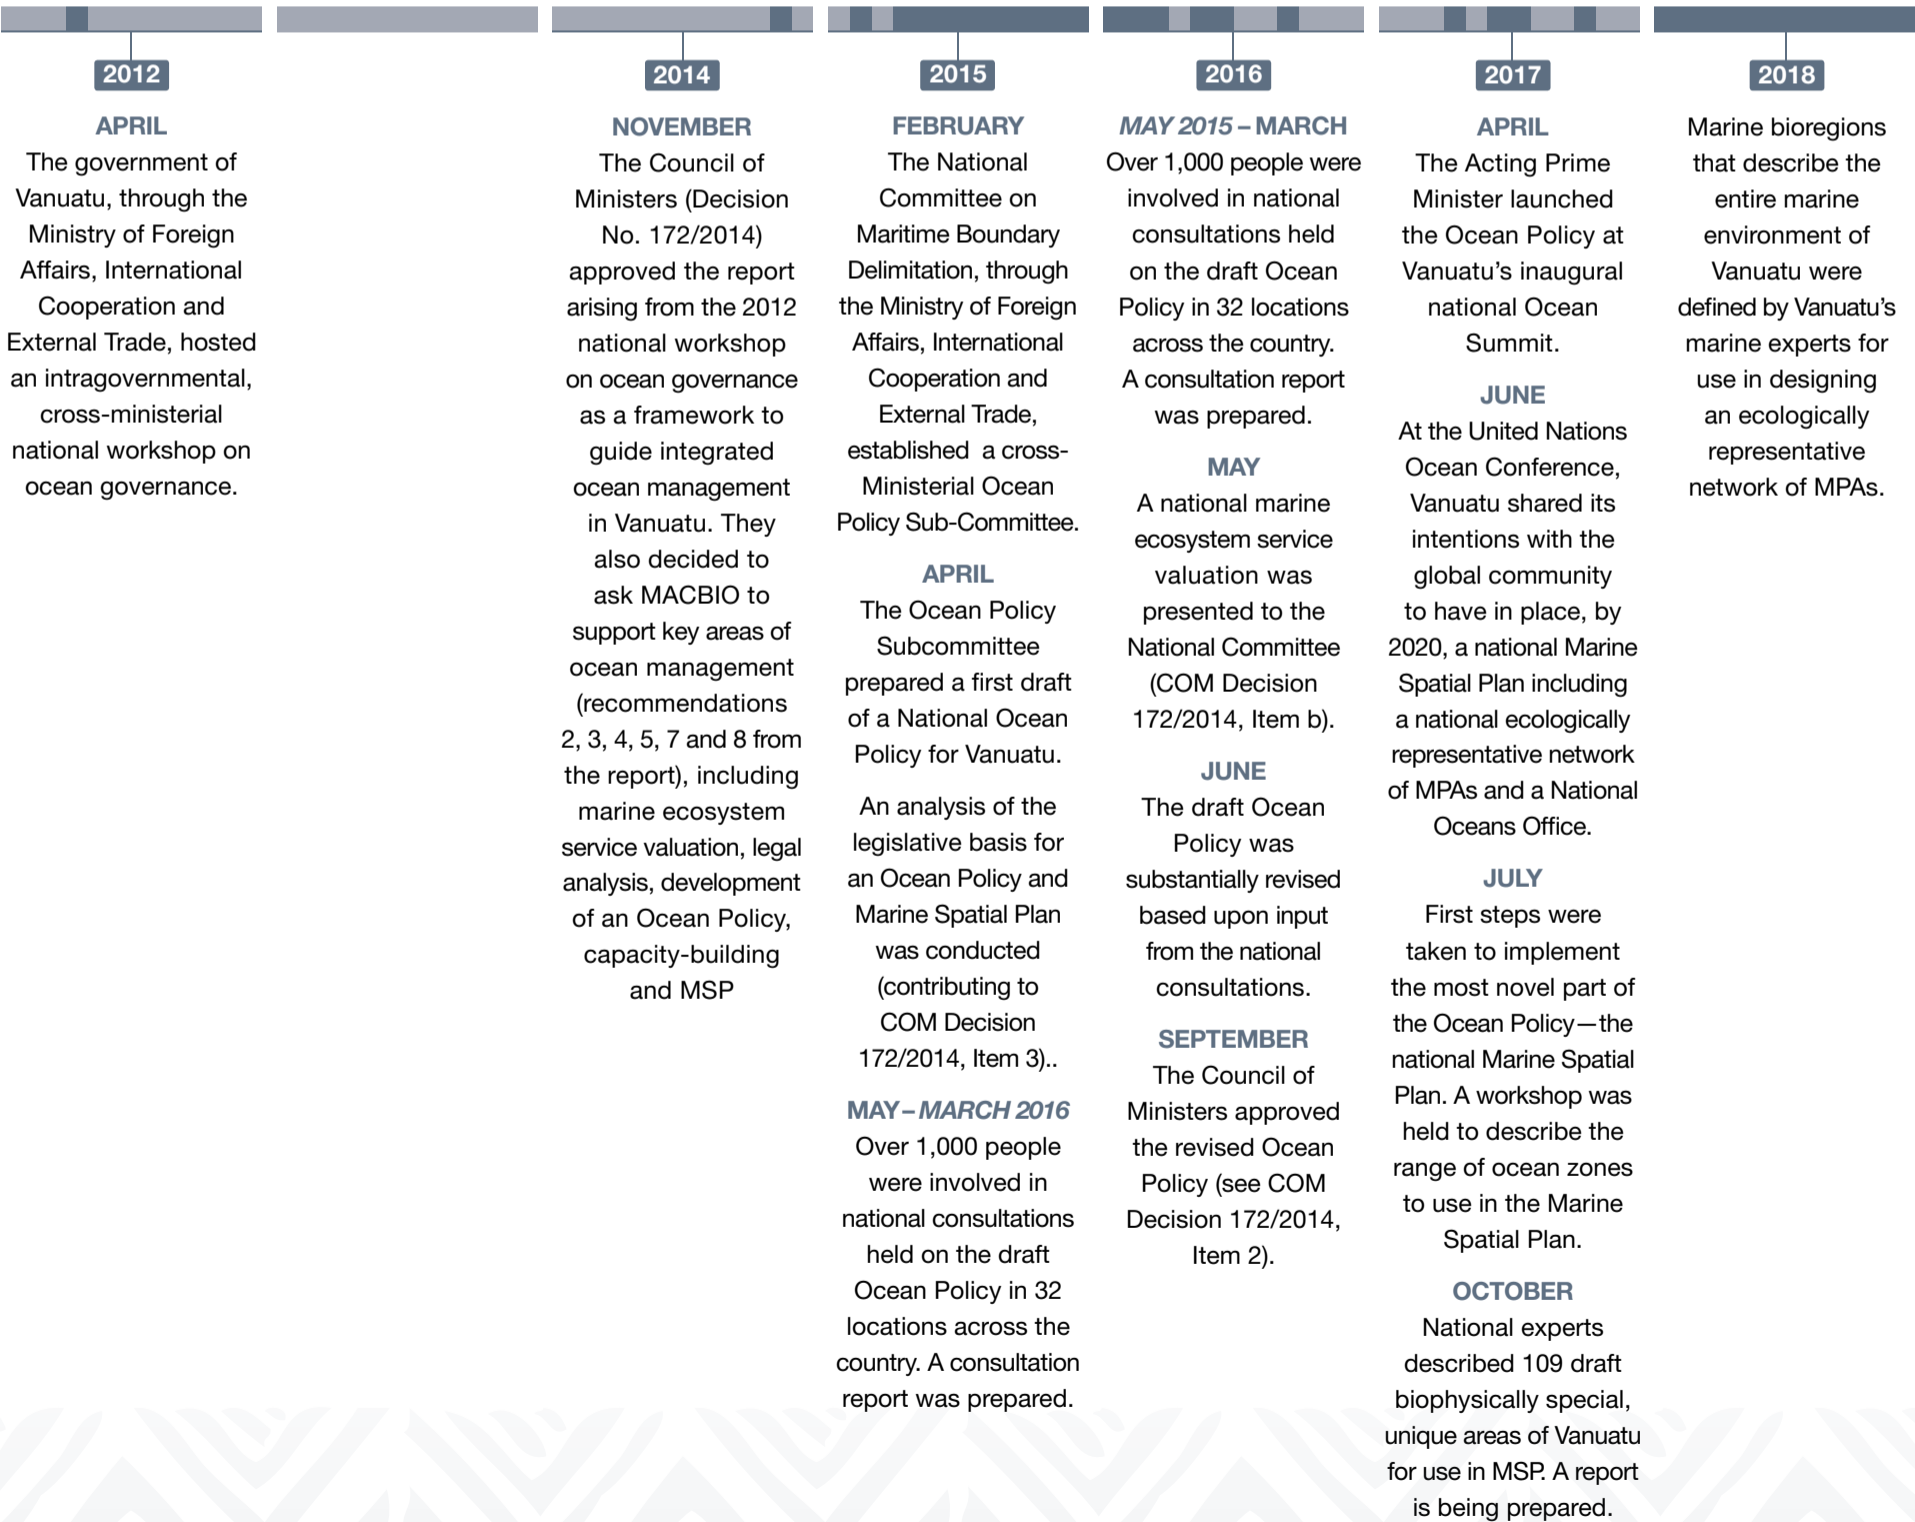 2012
APRIL
The government of
Vanuatu, through the
Ministry of Foreign
Affairs, International
Cooperation and
External Trade, hosted
an intragovernmental,
cross-ministerial
national workshop on
ocean governance.
2014
NOVEMBER
The Council of
Ministers (Decision
No. 172/2014)
approved the report
arising from the 2012
national workshop
on ocean governance
as a framework to
guide integrated
ocean management
in Vanuatu. They
also decided to
ask MACBIO to
support key areas of
ocean management
(recommendations
2, 3, 4, 5, 7 and 8 from
the report), including
marine ecosystem
service valuation, legal
analysis, development
of an Ocean Policy,
capacity-building
and MSP
2015
FEBRUARY
The National
Committee on
Maritime Boundary
Delimitation, through
the Ministry of Foreign
Affairs, International
Cooperation and
External Trade,
established a cross-
Ministerial Ocean
Policy Sub-Committee.
APRIL
The Ocean Policy
Subcommittee
prepared a first draft
of a National Ocean
Policy for Vanuatu.
An analysis of the
legislative basis for
an Ocean Policy and
Marine Spatial Plan
was conducted
(contributing to
COM Decision
172/2014, Item 3)..
MAY – MARCH 2016
Over 1,000 people
were involved in
national consultations
held on the draft
Ocean Policy in 32
locations across the
country. A consultation
report was prepared.
2016
MAY 2015 – MARCH
Over 1,000 people were
involved in national
consultations held
on the draft Ocean
Policy in 32 locations
across the country.
A consultation report
was prepared.
MAY
A national marine
ecosystem service
valuation was
presented to the
National Committee
(COM Decision
172/2014, Item b).
JUNE
The draft Ocean
Policy was
substantially revised
based upon input
from the national
consultations.
SEPTEMBER
The Council of
Ministers approved
the revised Ocean
Policy (see COM
Decision 172/2014,
Item 2).
2017
APRIL
The Acting Prime
Minister launched
the Ocean Policy at
Vanuatu’s inaugural
national Ocean
Summit.
JUNE
At the United Nations
Ocean Conference,
Vanuatu shared its
intentions with the
global community
to have in place, by
2020, a national Marine
Spatial Plan including
a national ecologically
representative network
of MPAs and a National
Oceans Office.
JULY
First steps were
taken to implement
the most novel part of
the Ocean Policy—the
national Marine Spatial
Plan. A workshop was
held to describe the
range of ocean zones
to use in the Marine
Spatial Plan.
OCTOBER
National experts
described 109 draft
biophysically special,
unique areas of Vanuatu
for use in MSP. A report
is being prepared.
2018
Marine bioregions
that describe the
entire marine
environment of
Vanuatu were
defined by Vanuatu’s
marine experts for
use in designing
an ecologically
representative
network of MPAs.